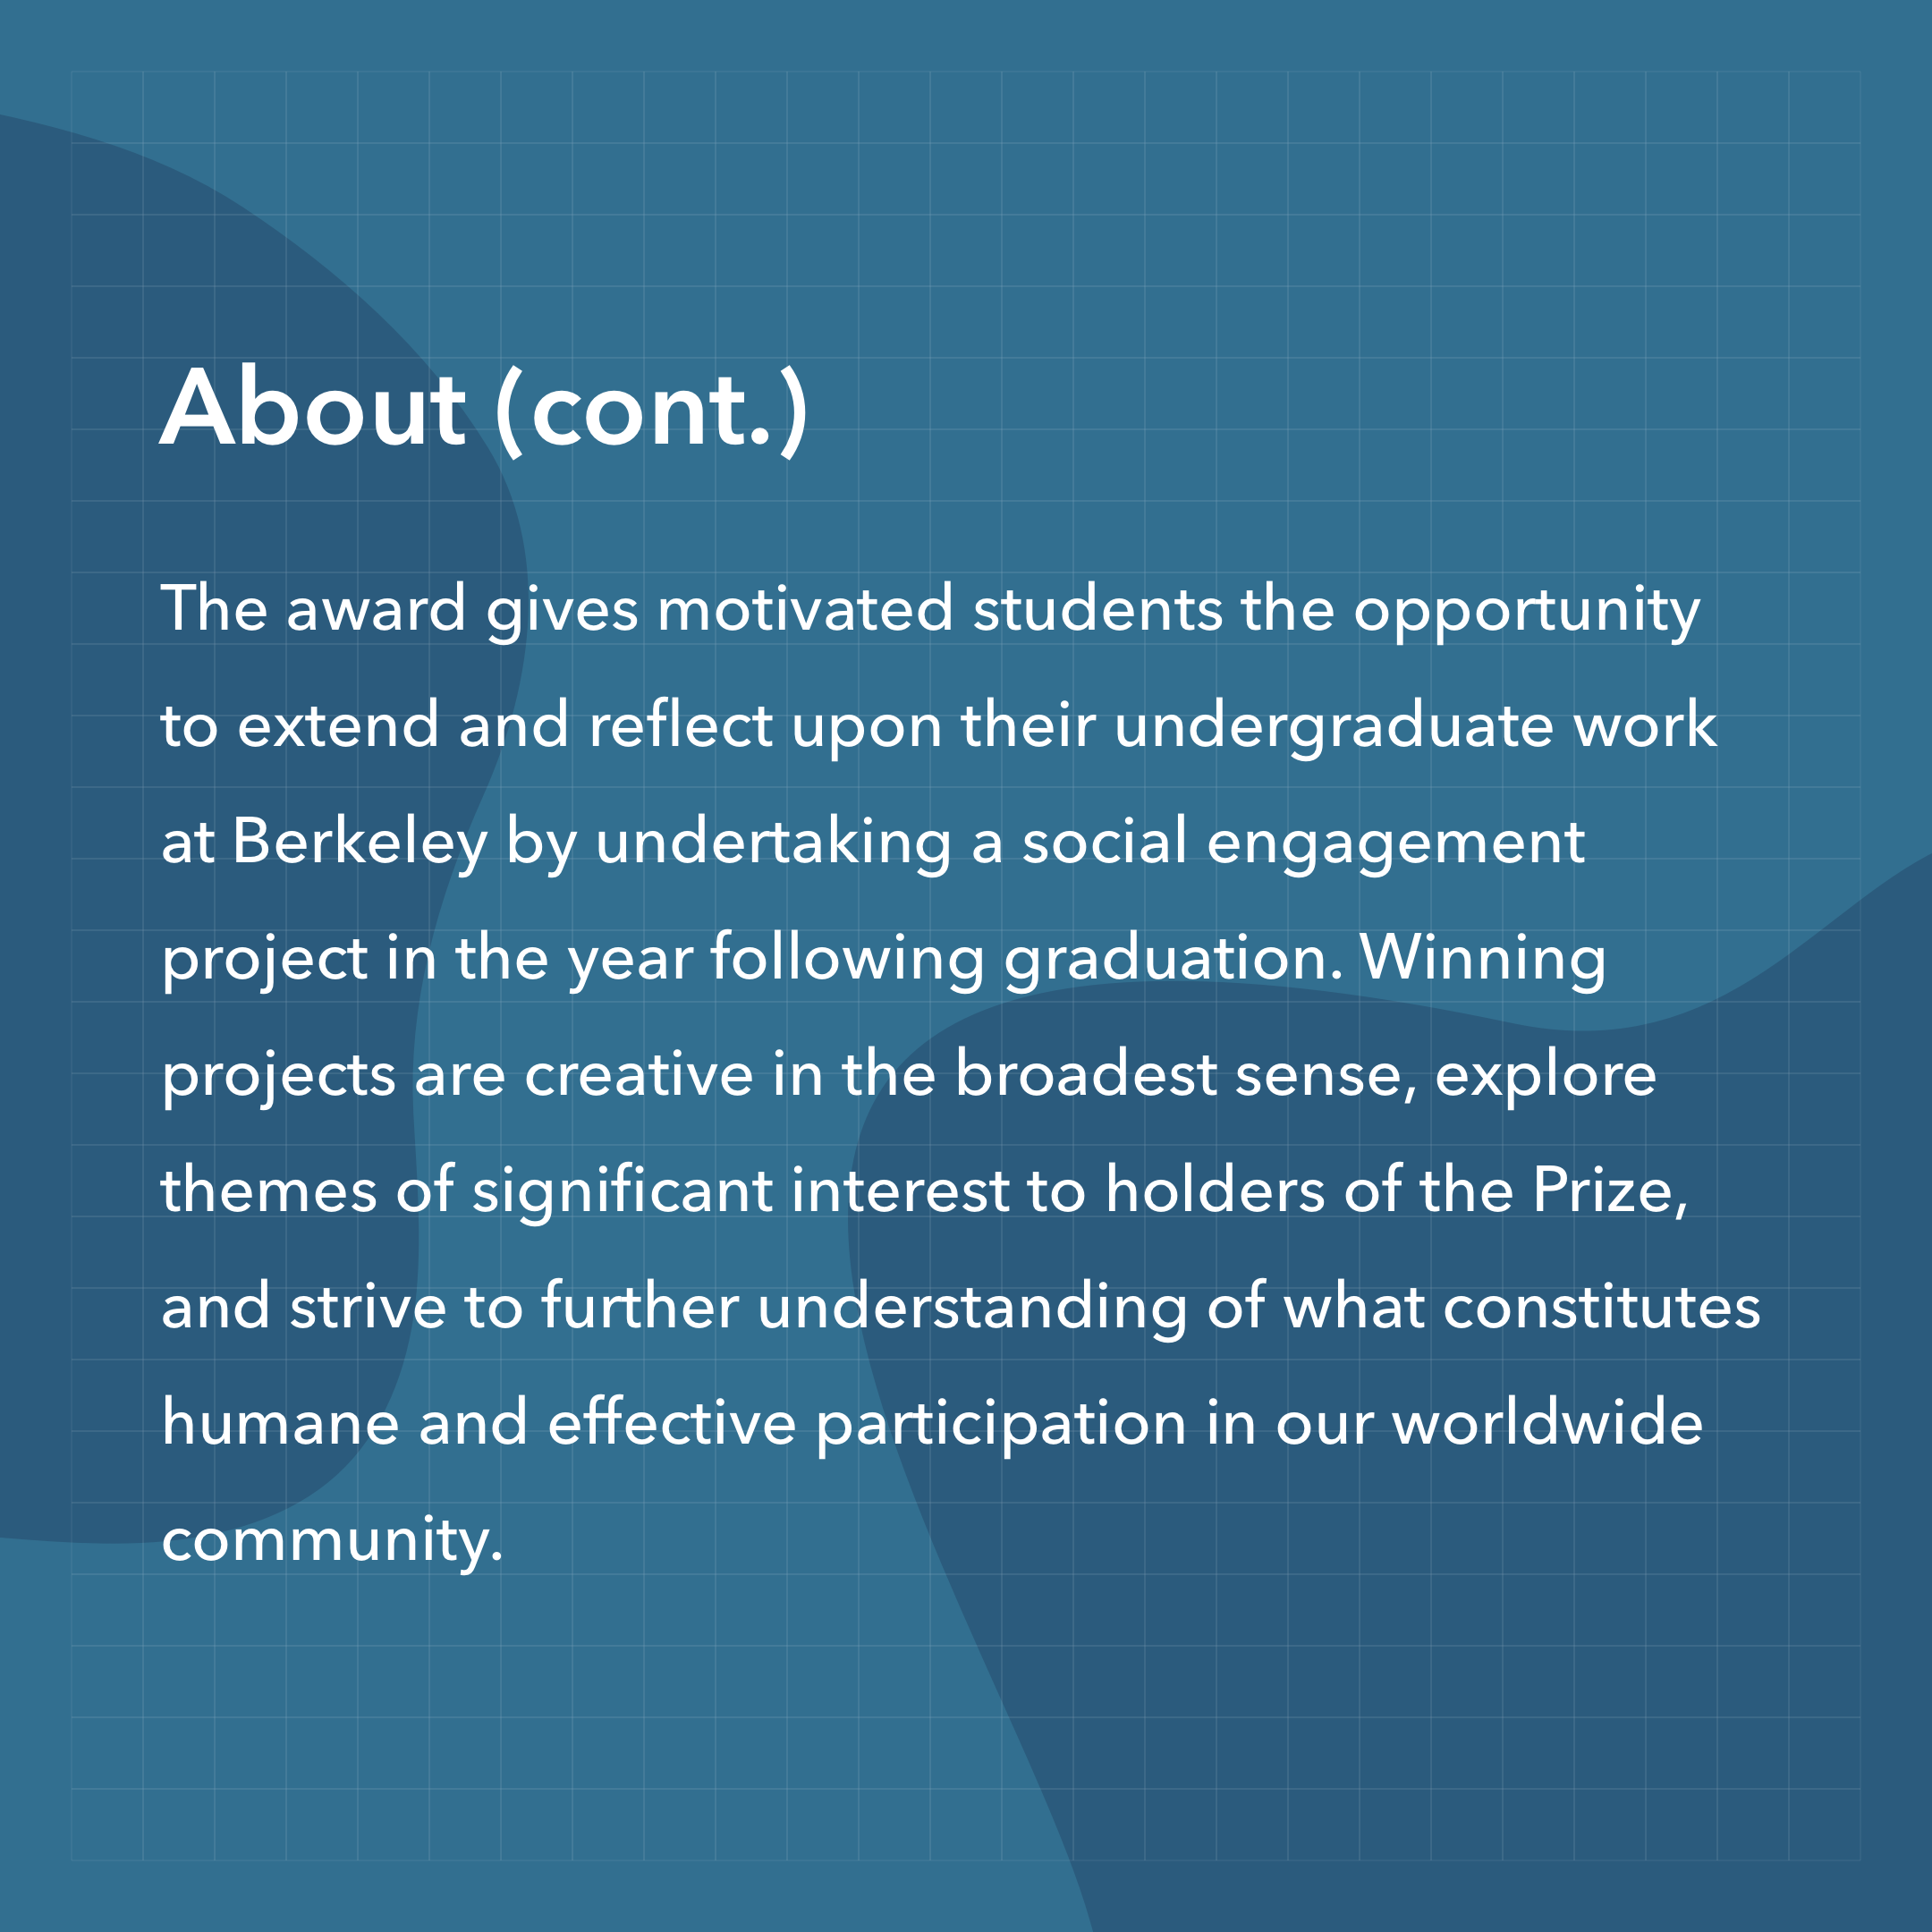 About (cont.)
The award gives motivated students the opportunity
to extend and reflect upon their undergraduate work
at Berkeley by undertaking a social engagement
project in the year following graduation. Winning
projects are creative in the broadest sense, explore
themes of significant interest to holders of the Prize,
and strive to further understanding of what constitutes
humane and effective participation in our worldwide
community.